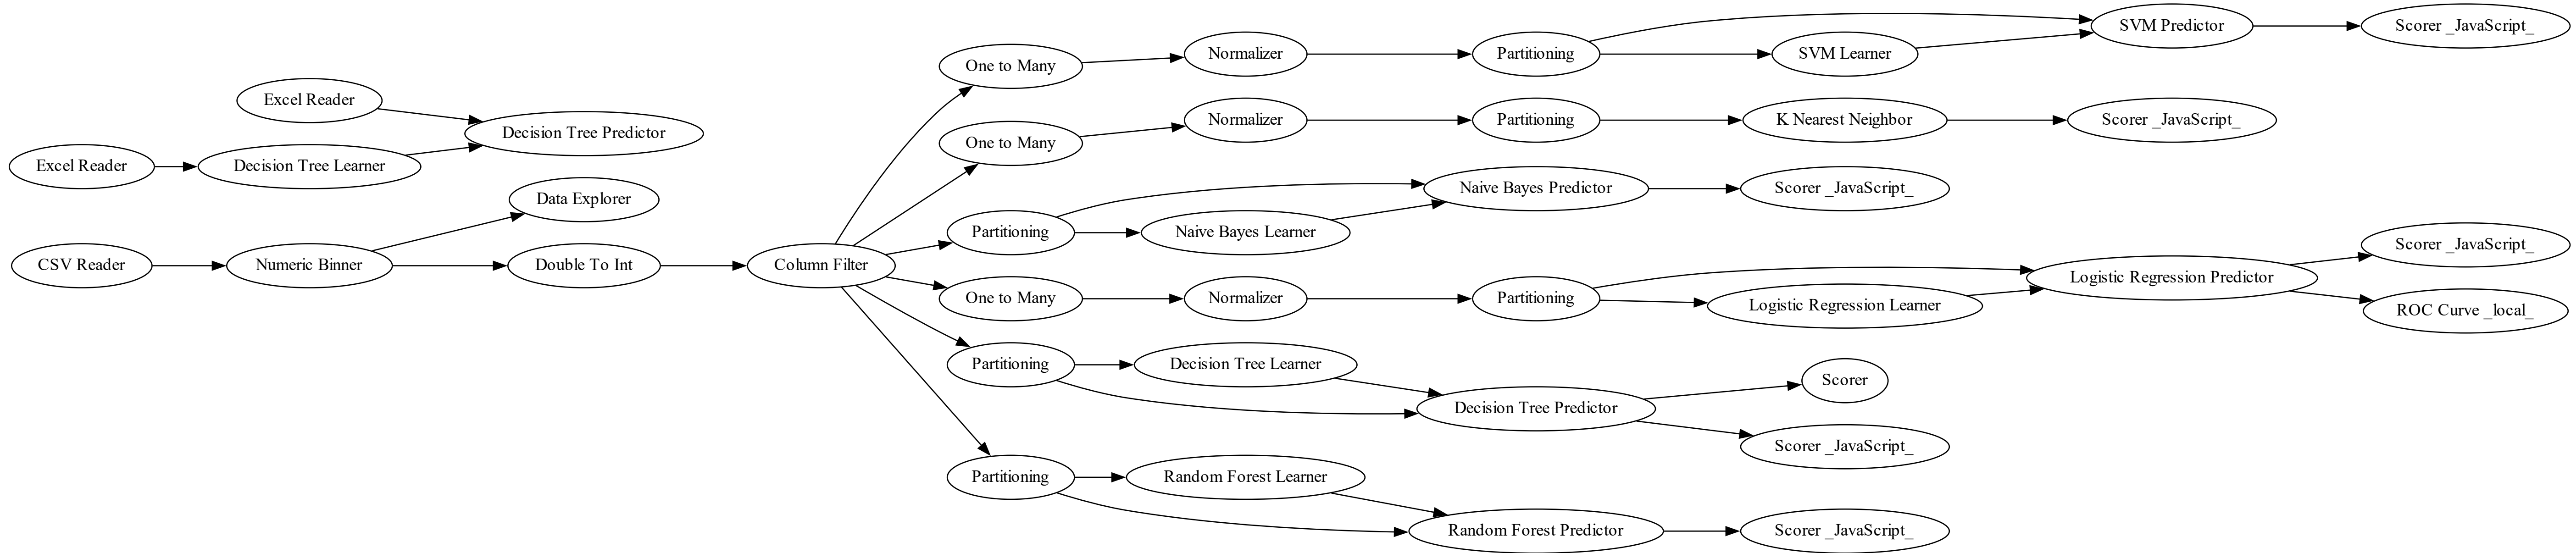 SVM Predictor
Scorer _JavaScript_
One to Many
Normalizer
Partitioning
SVM Learner
Excel Reader
Decision Tree Predictor
Excel Reader
Decision Tree Learner
One to Many
Normalizer
Partitioning
K Nearest Neighbor
Scorer _JavaScript_
Data Explorer
Naive Bayes Predictor
Scorer _JavaScript_
Partitioning
Naive Bayes Learner
CSV Reader
Numeric Binner
Double To Int
Column Filter
One to Many
Normalizer
Partitioning
Logistic Regression Learner
Logistic Regression Predictor
Scorer _JavaScript_
ROC Curve _local_
Partitioning
Decision Tree Learner
Decision Tree Predictor
Scorer
Scorer _JavaScript_
Partitioning
Random Forest Learner
Random Forest Predictor
Scorer _JavaScript_